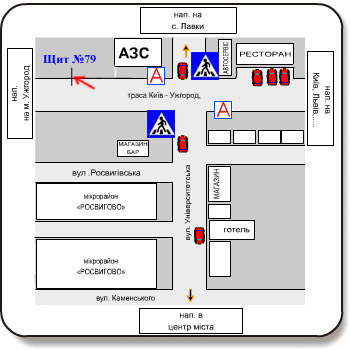 нап. на
с. Лавки
Щит №79
АЗС
АВТОСЕРВІС
РЕСТОРАН
нап.
на м. Ужгород
А
траса Київ - Ужгород,
А
нап. на
Київ, Львів,....
МАГАЗИН
БАР
вул .Росвигівська
мікрорайон
«РОСВИГОВО»
вул. Університетська
МАГАЗИН
готель
мікрорайон
«РОСВИГОВО»
вул. Каменського
нап. в
центр міста